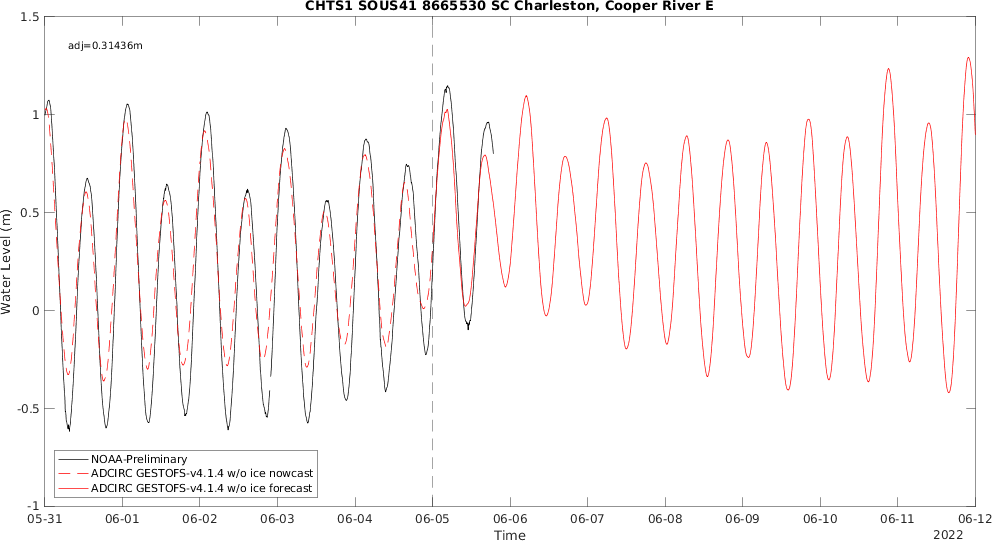 CHTS1 SOUS41 8665530 SC Charleston, Cooper River E
adj=0.31436m
Water Level (m)
1.5
1
0.5
0
-0.5
-1
NOAA-Preliminary
ADCIRC GESTOFS-v4.1.4 w/o ice nowcast
ADCIRC GESTOFS-v4.1.4 w/o ice forecast
05-31 06-01 06-02 06-03 06-04 06-05 06-06 06-07 06-08 06-09 06-10 06-11 06-12
Time
2022